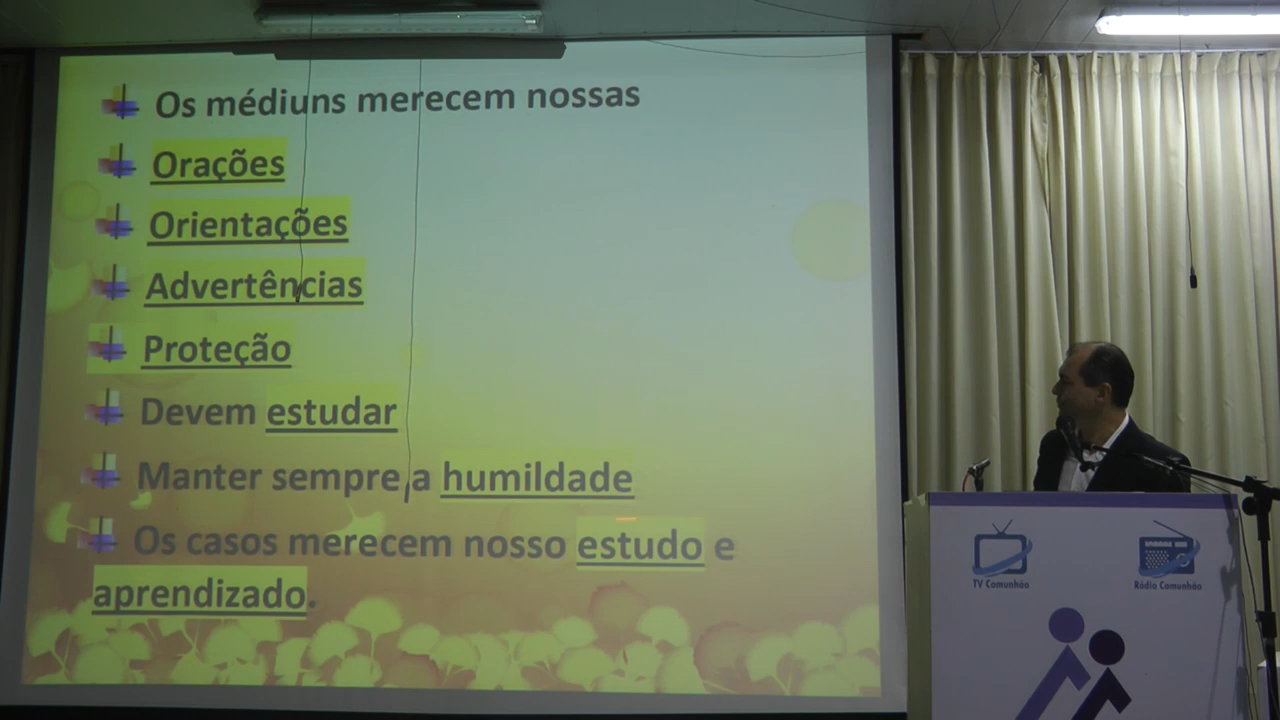 Os médiuns merecem nossas
Orações
Orientações
Advertências
Proteção
Devem estudar
Manter sempre a humildade
Os casos merecem nosso estudo e
aprendizado.
TV Comunhão
Rádio Comunhão